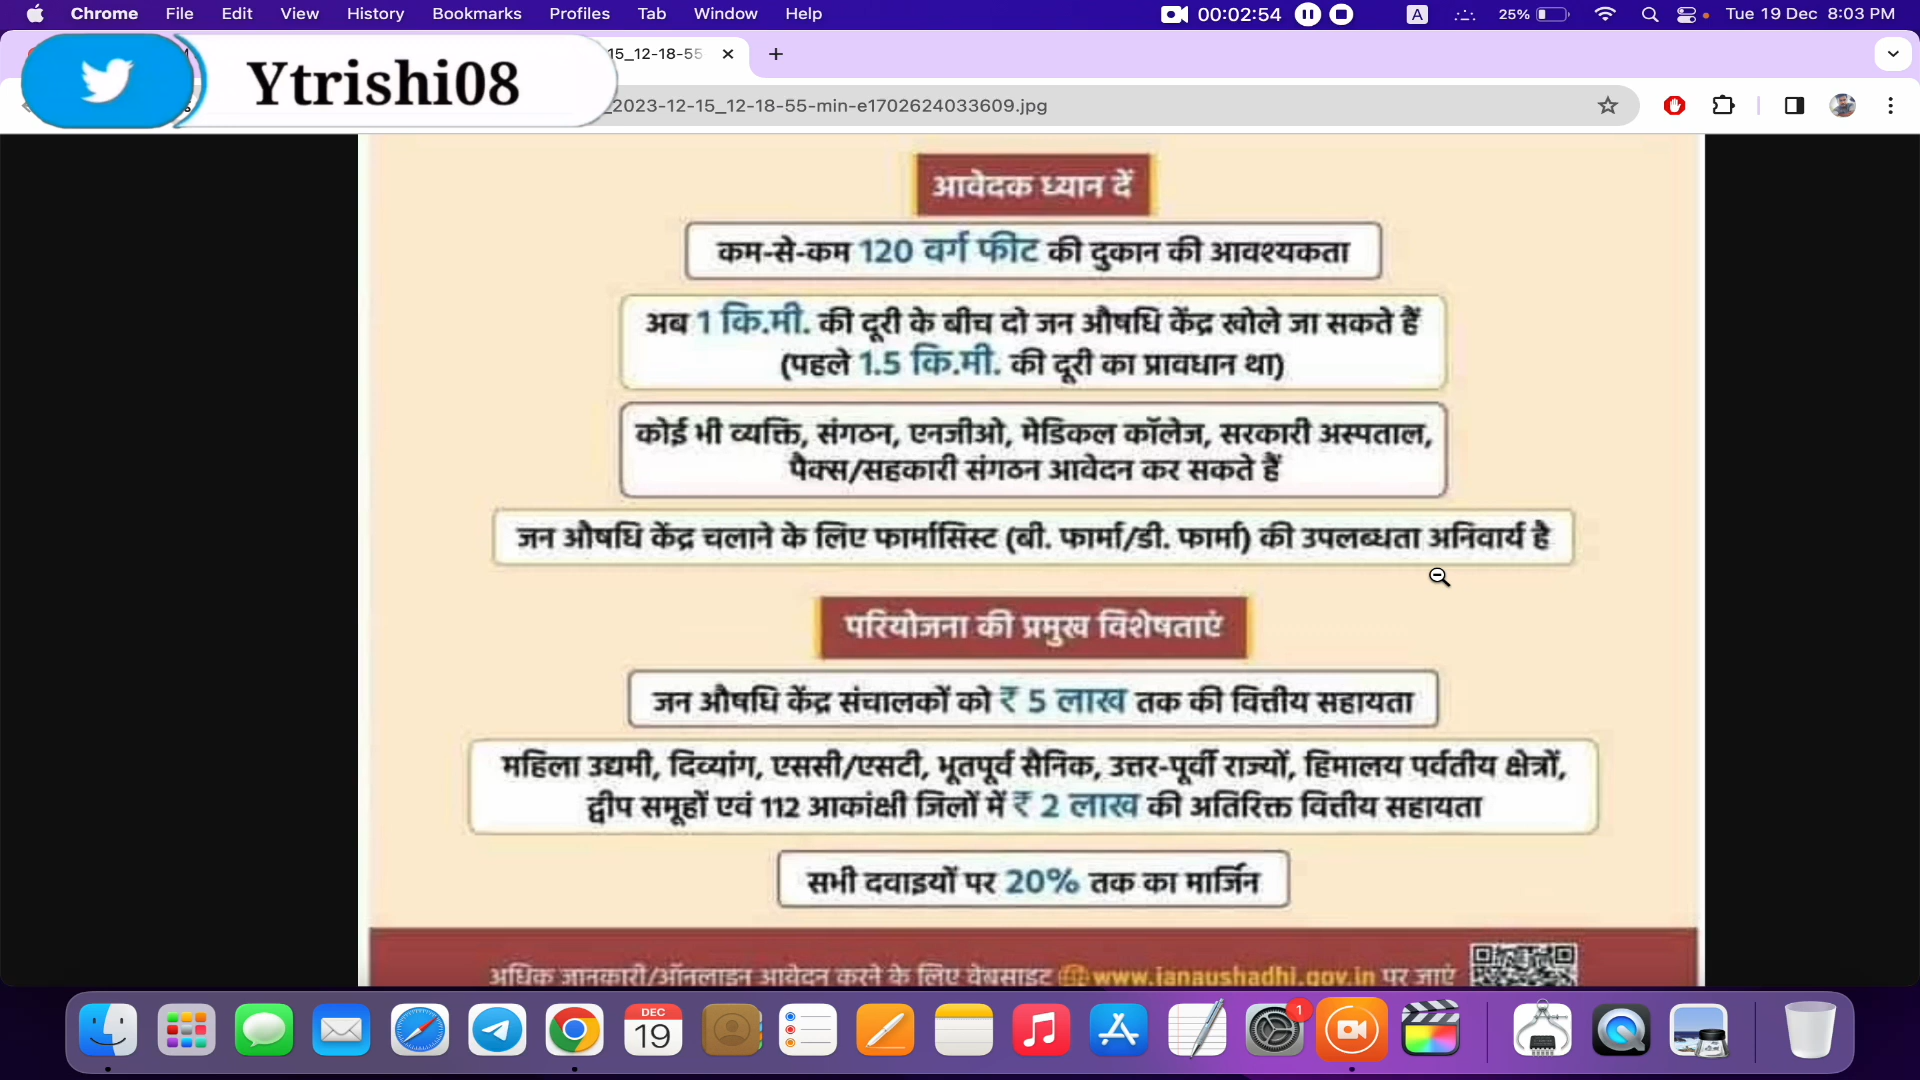 Chrome File Edit View History Bookmarks Profiles Tab Window Help 00:02:54 A 25% Tue 19 Dec 8:03 PM
15_12-18-55
Ytrishi08
_2023-12-15_12-18-55-min-e1702624033609.jpg
आवेदक ध्यान दें
कम-से-कम 120 वर्ग फीट की दुकान की आवश्यकता
अब 1 कि.मी. की दूरी के बीच दो जन औषधि केंद्र खोले जा सकते हैं
(पहले 1.5 कि.मी. की दूरी का प्रावधान था)
कोई भी व्यक्ति, संगठन, एनजीओ, मेडिकल कॉलेज, सरकारी अस्पताल,
पैक्स/सहकारी संगठन आवेदन कर सकते हैं
जन औषधि केंद्र चलाने के लिए फार्मासिस्ट (बी. फार्मा/डी. फार्मा) की उपलब्धता अनिवार्य है
परियोजना की प्रमुख विशेषताएं
जन औषधि केंद्र संचालकों को ₹ 5 लाख तक की वित्तीय सहायता
महिला उद्यमी, दिव्यांग, एससी/एसटी, भूतपूर्व सैनिक, उत्तर-पूर्वी राज्यों, हिमालय पर्वतीय क्षेत्रों,
द्वीप समूहों एवं 112 आकांक्षी जिलों में ₹ 2 लाख की अतिरिक्त वित्तीय सहायता
सभी दवाइयों पर 20% तक का मार्जिन
अधिक जानकारी/ऑनलाइन आवेदन करने के लिए वेबसाइट www.janaushadhi.gov.in पर जाएं
DEC
19
1